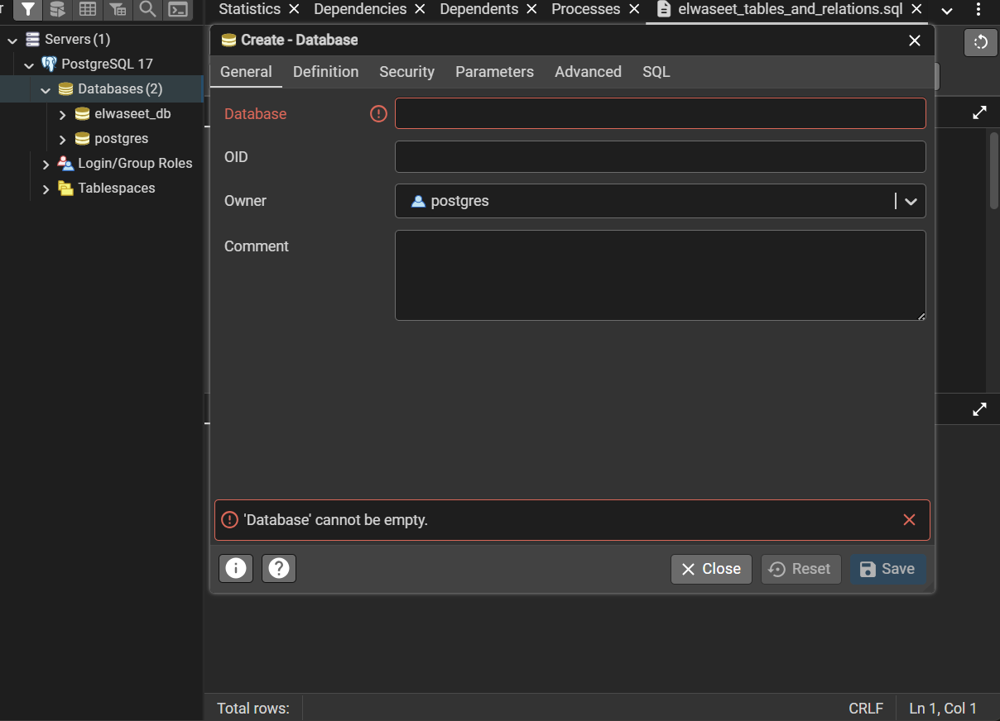 Statistics Dependencies Dependents Processes elwaseet_tables_and_relations.sql
Servers (1)
PostgreSQL 17
Databases (2)
elwaseet_db
postgres
Login/Group Roles
Tablespaces
Create - Database
General Definition Security Parameters Advanced SQL
Database
OID
Owner postgres
Comment
'Database' cannot be empty.
Close Reset Save
Total rows: CRLF Ln 1, Col 1